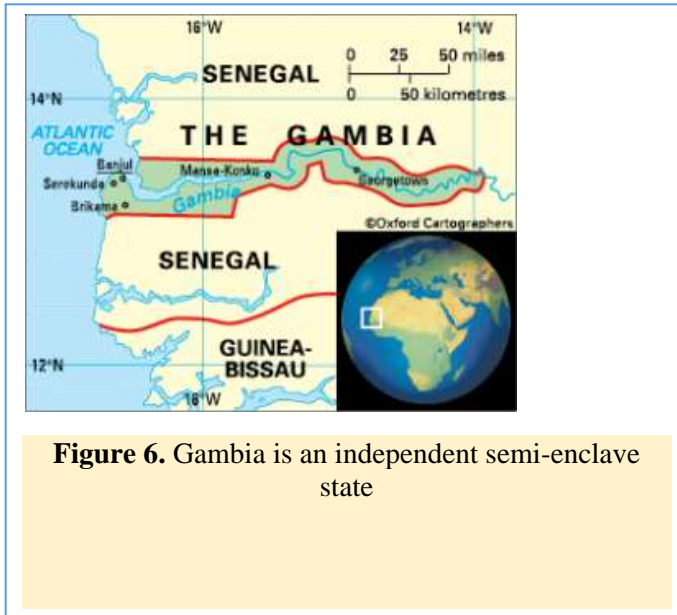 16°W 14°W
0 25 50 miles
0 50 kilometres
SENEGAL
14°N
ATLANTIC
OCEAN
THE GAMBIA
Banjul
Serekunda
Mansa-Konko
Georgetown
Brikama
Gambia
©Oxford Cartographers
SENEGAL
GUINEA-
BISSAU
12°N
16°W
Figure 6. Gambia is an independent semi-enclave
state